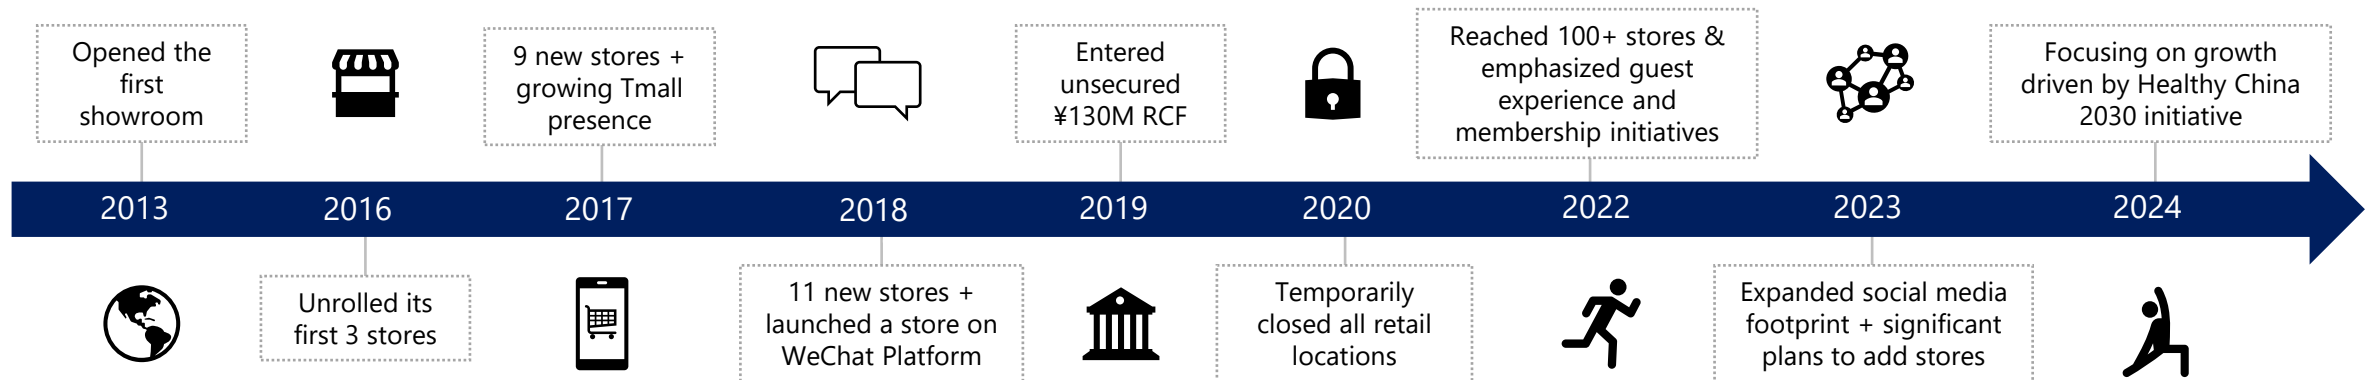 Opened the
first
showroom
9 new stores +
growing Tmall
presence
Entered
unsecured
¥130M RCF
Reached 100+ stores &
emphasized guest
experience and
membership initiatives
Focusing on growth
driven by Healthy China
2030 initiative
2013
2016
2017
2018
2019
2020
2022
2023
2024
Unrolled its
first 3 stores
11 new stores +
launched a store on
WeChat Platform
Temporarily
closed all retail
locations
Expanded social media
footprint + significant
plans to add stores